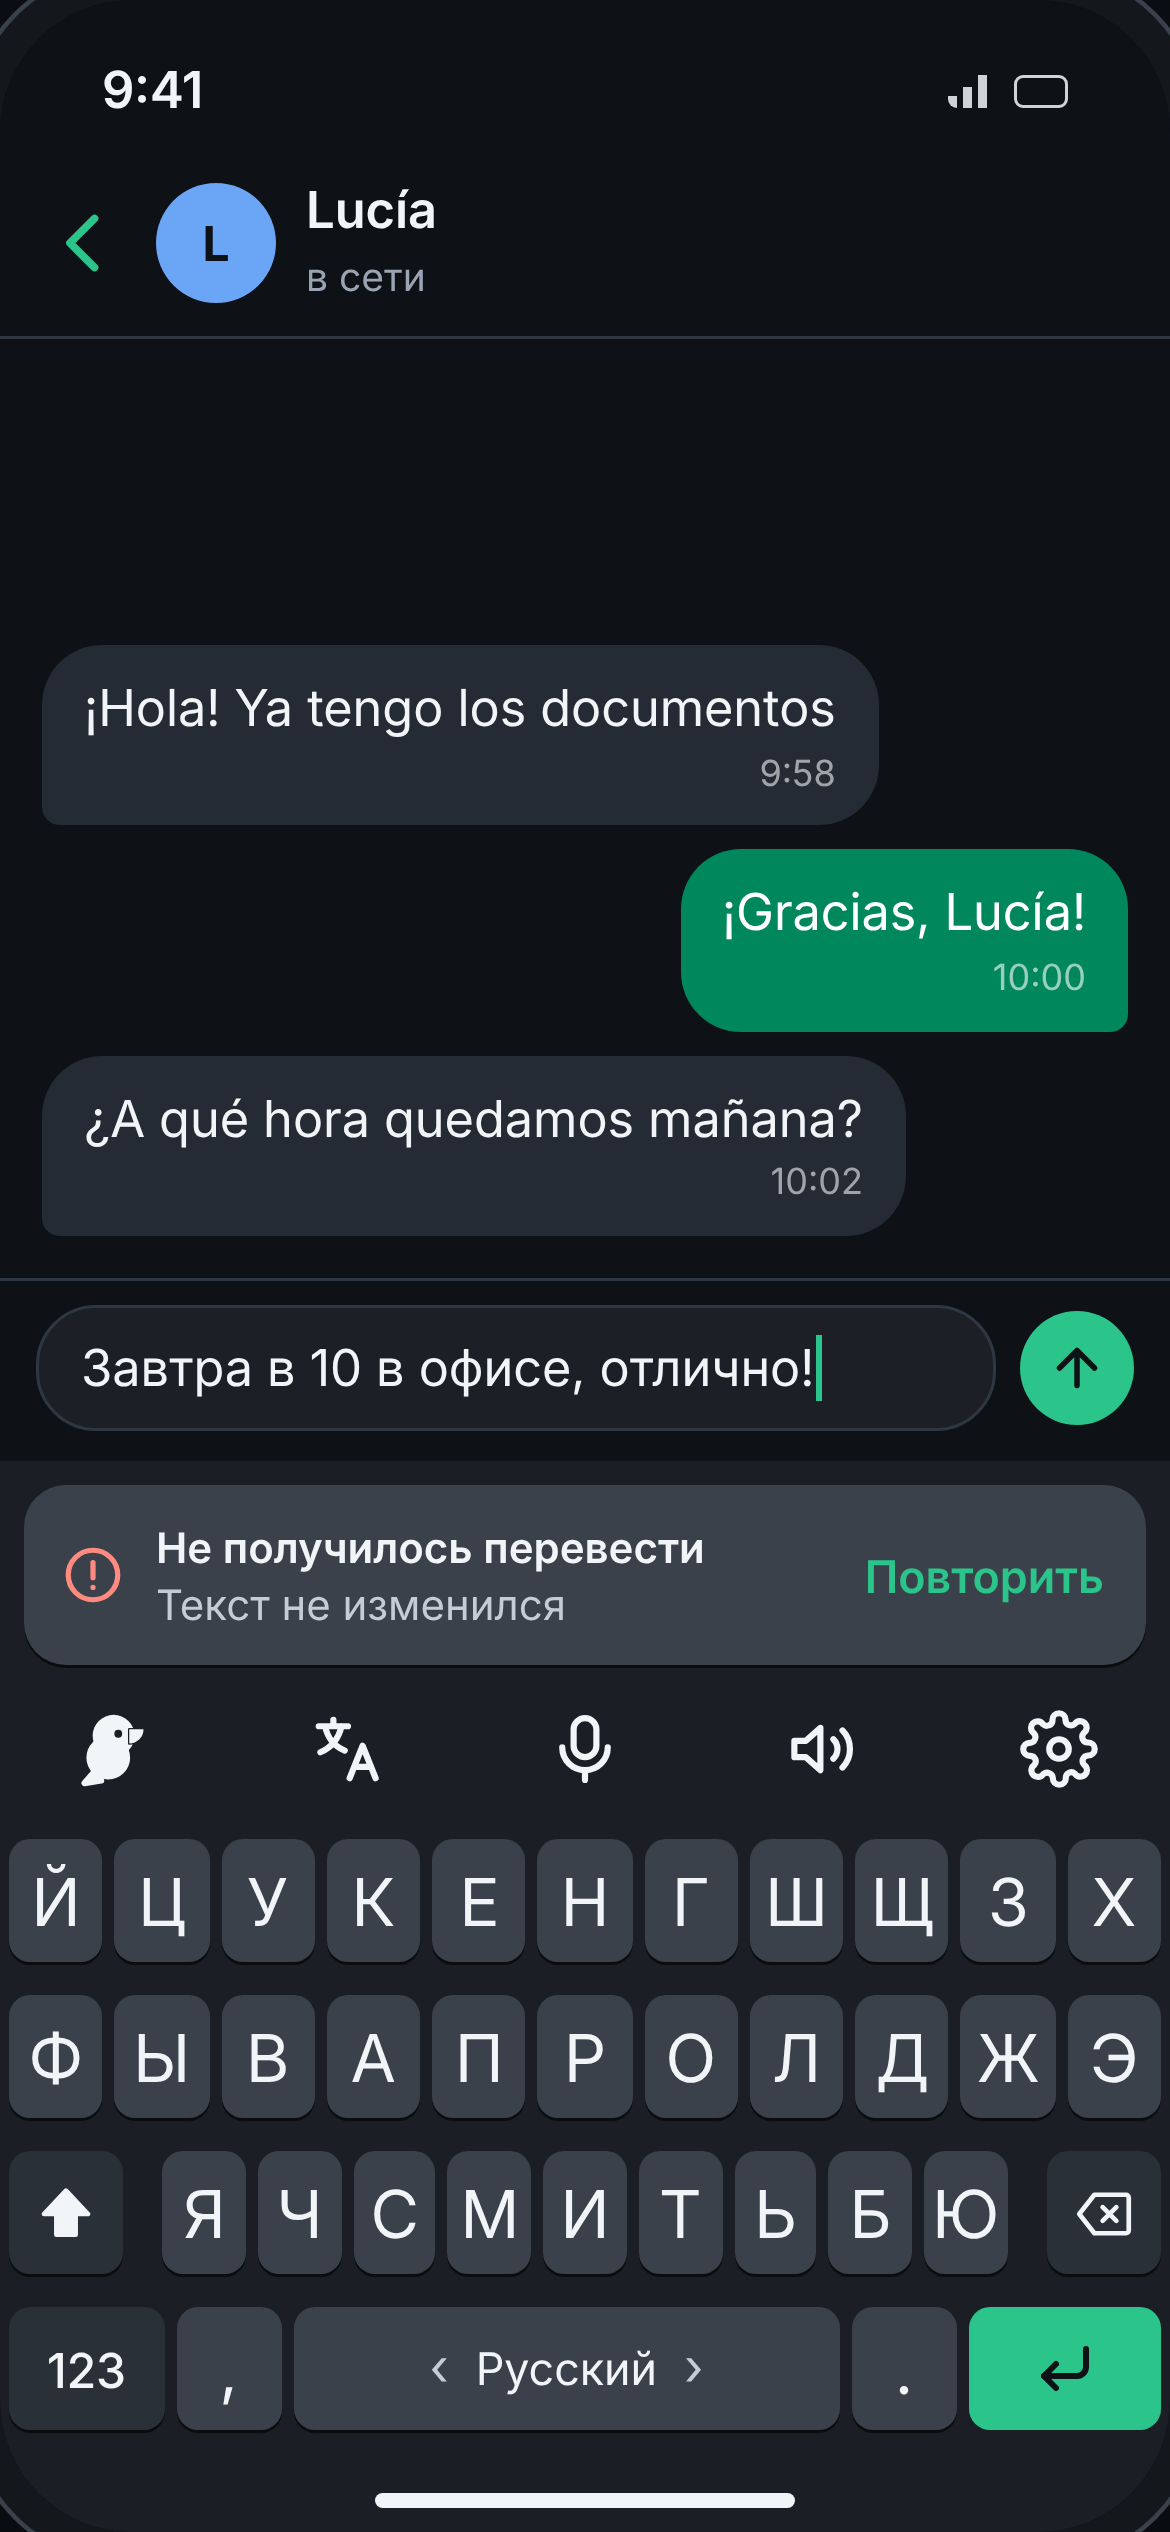 9:41
L
Lucía
в сети
¡Hola! Ya tengo los documentos
9:58
¡Gracias, Lucía!
10:00
¿A qué hora quedamos mañana?
10:02
Завтра в 10 в офисе, отлично!
Не получилось перевести
Текст не изменился
Повторить
Й Ц У К Е Н Г Ш Щ З Х
Ф Ы В А П Р О Л Д Ж Э
Я Ч С М И Т Ь Б Ю
123 , ‹ Русский › .